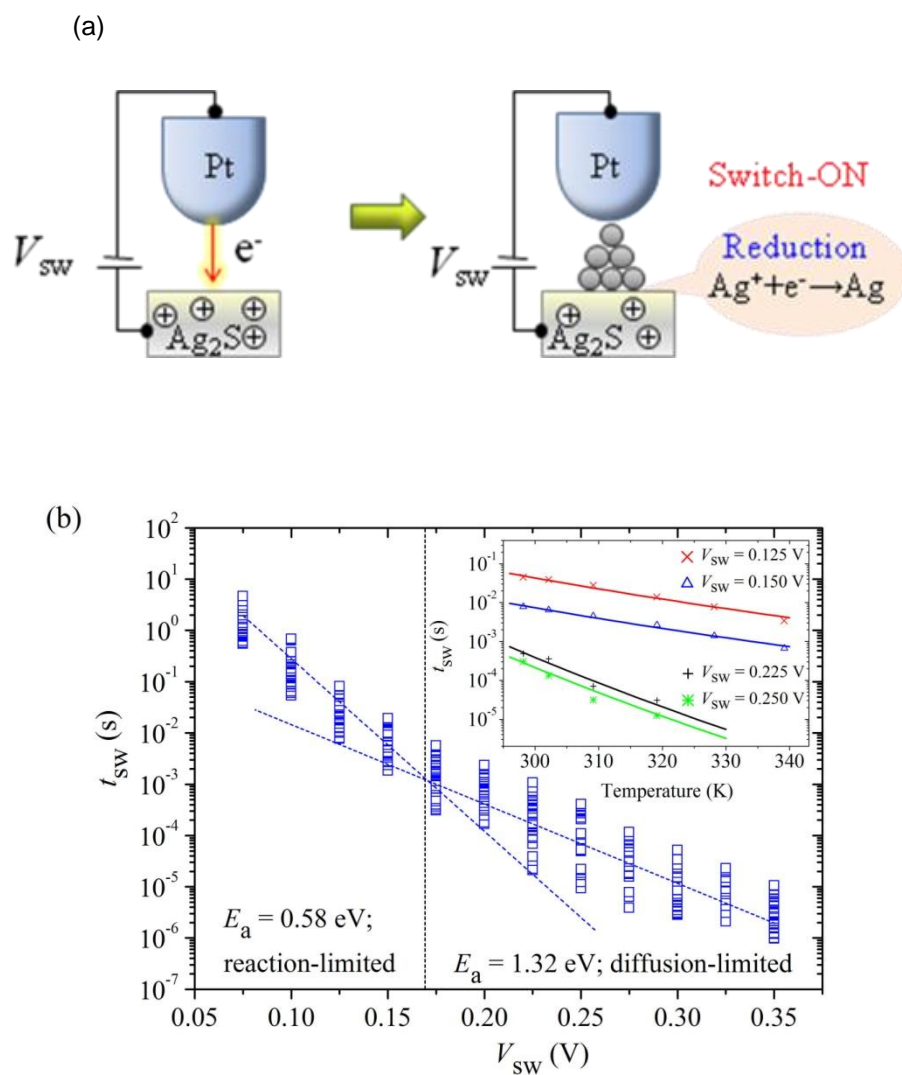 (a)
Pt
e⁻
V_sw
Ag₂S
Pt
V_sw
Ag₂S
Switch-ON
Reduction
Ag⁺+e⁻→Ag
(b)
t_sw (s)
10²
10¹
10⁰
10⁻¹
10⁻²
10⁻³
10⁻⁴
10⁻⁵
10⁻⁶
10⁻⁷
t_sw (s)
10⁻¹
10⁻²
10⁻³
10⁻⁴
10⁻⁵
V_sw = 0.125 V
V_sw = 0.150 V
V_sw = 0.225 V
V_sw = 0.250 V
300 310 320 330 340
Temperature (K)
E_a = 0.58 eV;
reaction-limited
E_a = 1.32 eV; diffusion-limited
0.05 0.10 0.15 0.20 0.25 0.30 0.35
V_sw (V)